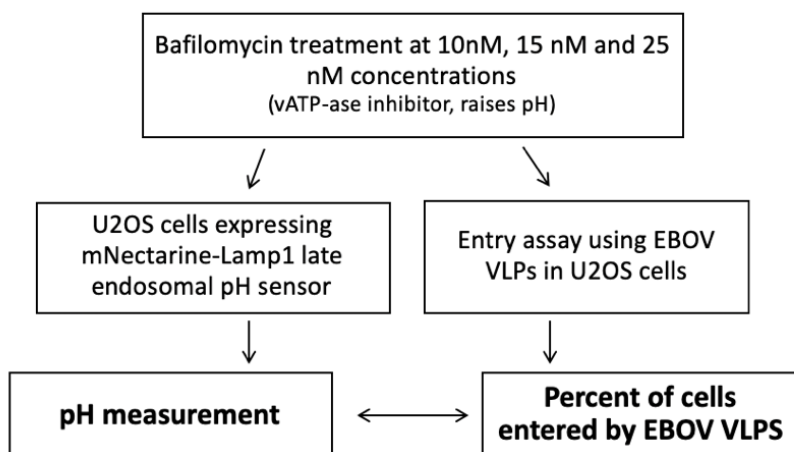 Bafilomycin treatment at 10nM, 15 nM and 25
nM concentrations
(vATP-ase inhibitor, raises pH)
U2OS cells expressing
mNectarine-Lamp1 late
endosomal pH sensor
Entry assay using EBOV
VLPs in U2OS cells
pH measurement
Percent of cells
entered by EBOV VLPS